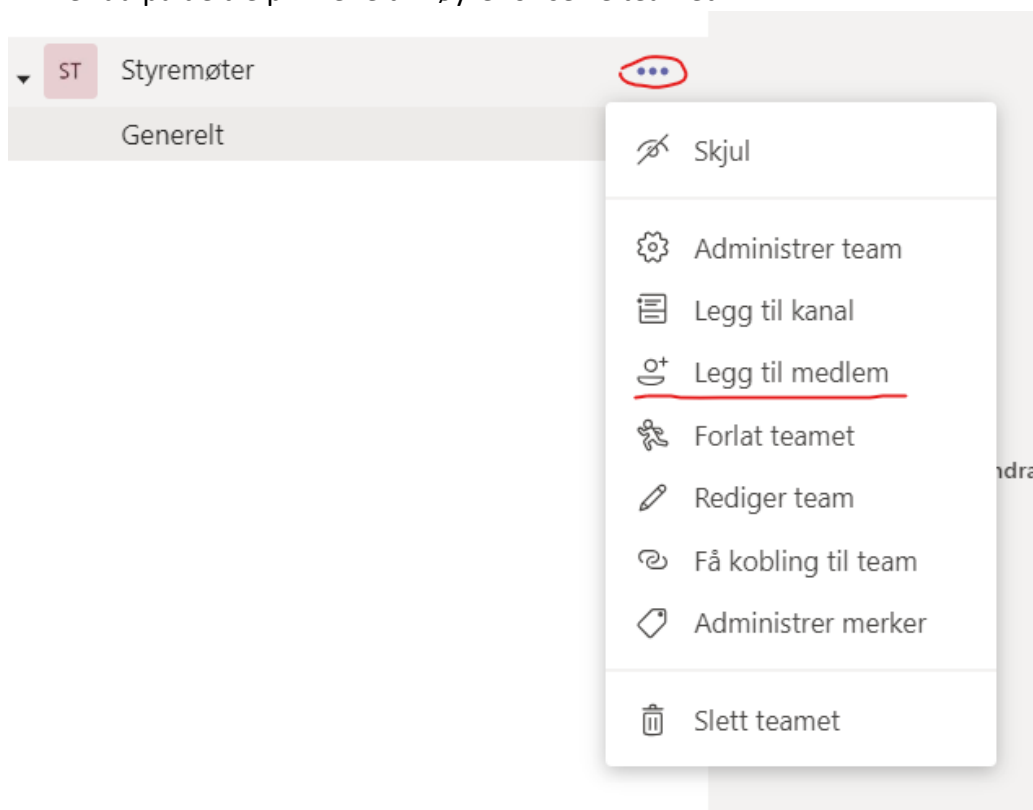 ST Styremøter
Generelt
Skjul
Administrer team
Legg til kanal
Legg til medlem
Forlat teamet
Rediger team
Få kobling til team
Administrer merker
Slett teamet